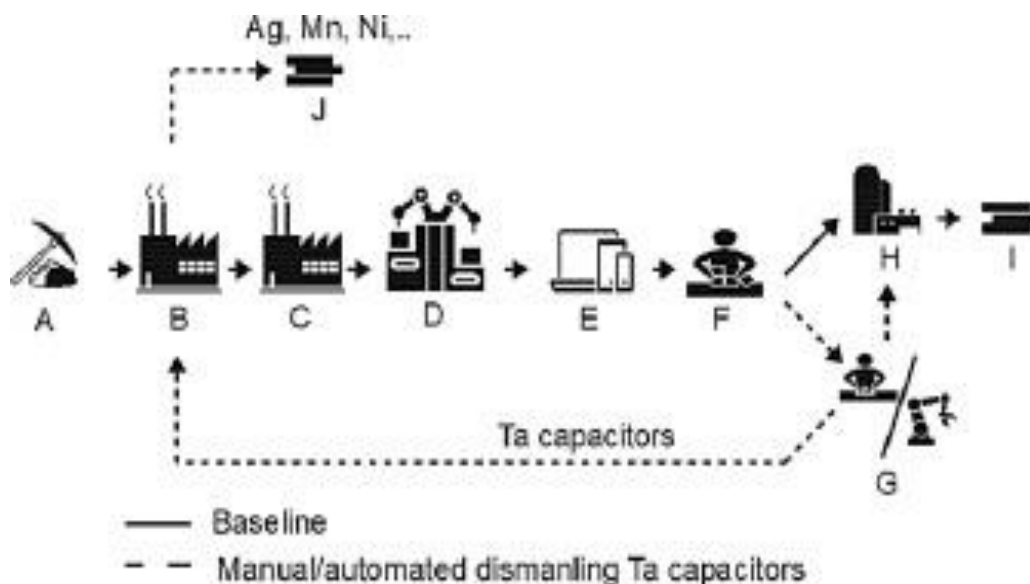 Ag, Mn, Ni,..
J
A
B
C
D
E
F
H
I
Ta capacitors
G
Baseline
Manual/automated dismanling Ta capacitors